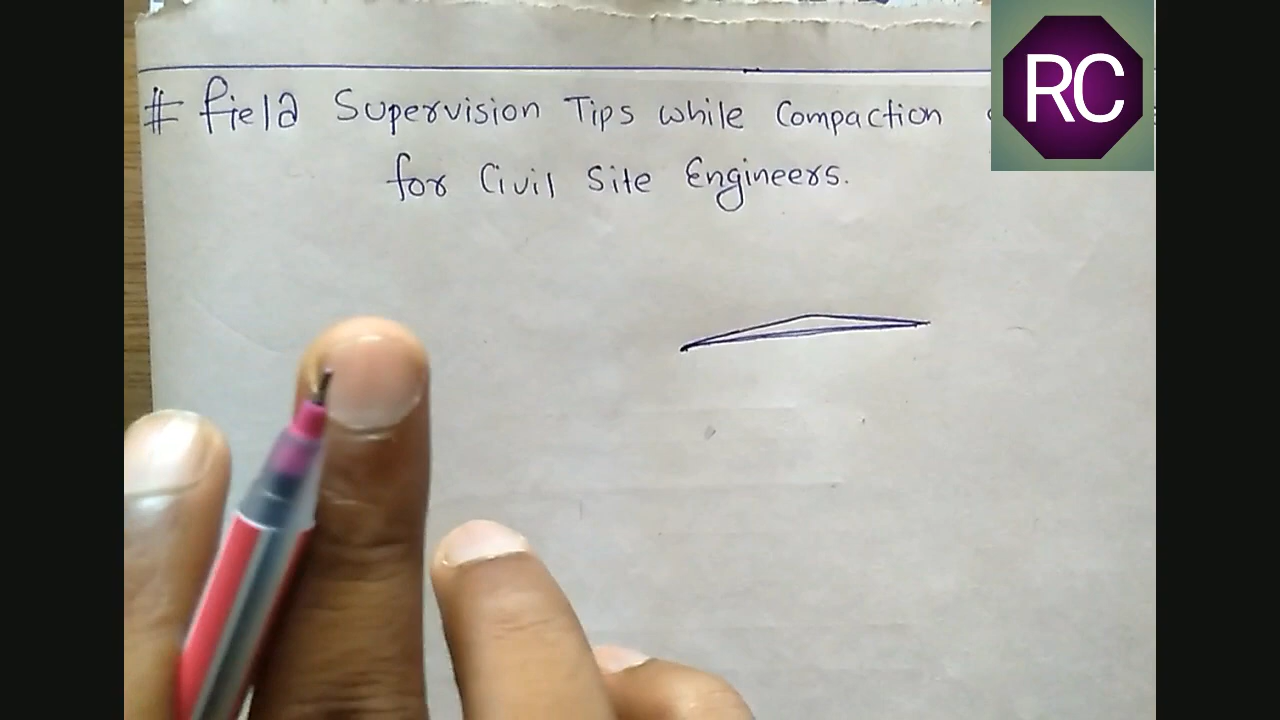 # Field Supervision Tips while Compaction
RC
for Civil Site Engineers.